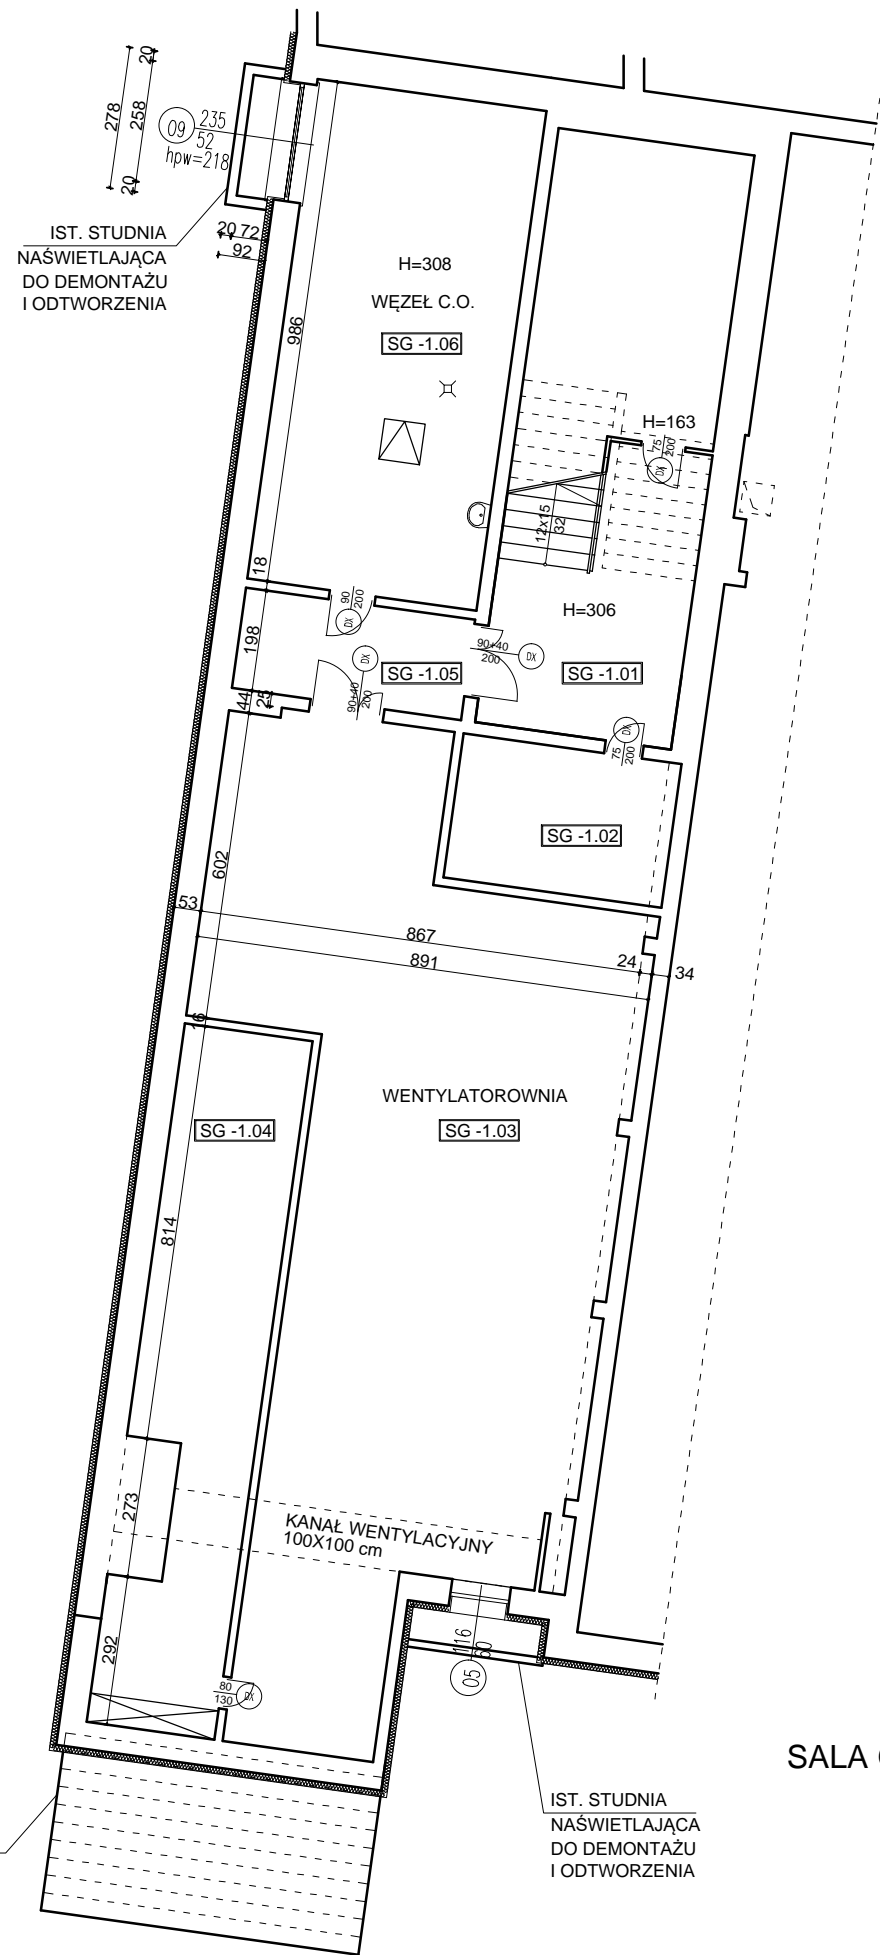 20
258
278
20
09
235
52
hpw=218
IST. STUDNIA
NAŚWIETLAJĄCA
DO DEMONTAŻU
I ODTWORZENIA
20 72
92
986
H=308
WĘZEŁ C.O.
SG -1.06
H=163
75
200
DX
12x15
32
18
90
200
DX
H=306
198
90+40
200
DX
SG -1.05
SG -1.01
DX
90+40
200
44
25
DX
75
200
SG -1.02
602
53
867
891
24
34
16
WENTYLATOROWNIA
SG -1.04
SG -1.03
814
273
KANAŁ WENTYLACYJNY
100X100 cm
292
80
130
DX
116
60
05
SALA
IST. STUDNIA
NAŚWIETLAJĄCA
DO DEMONTAŻU
I ODTWORZENIA